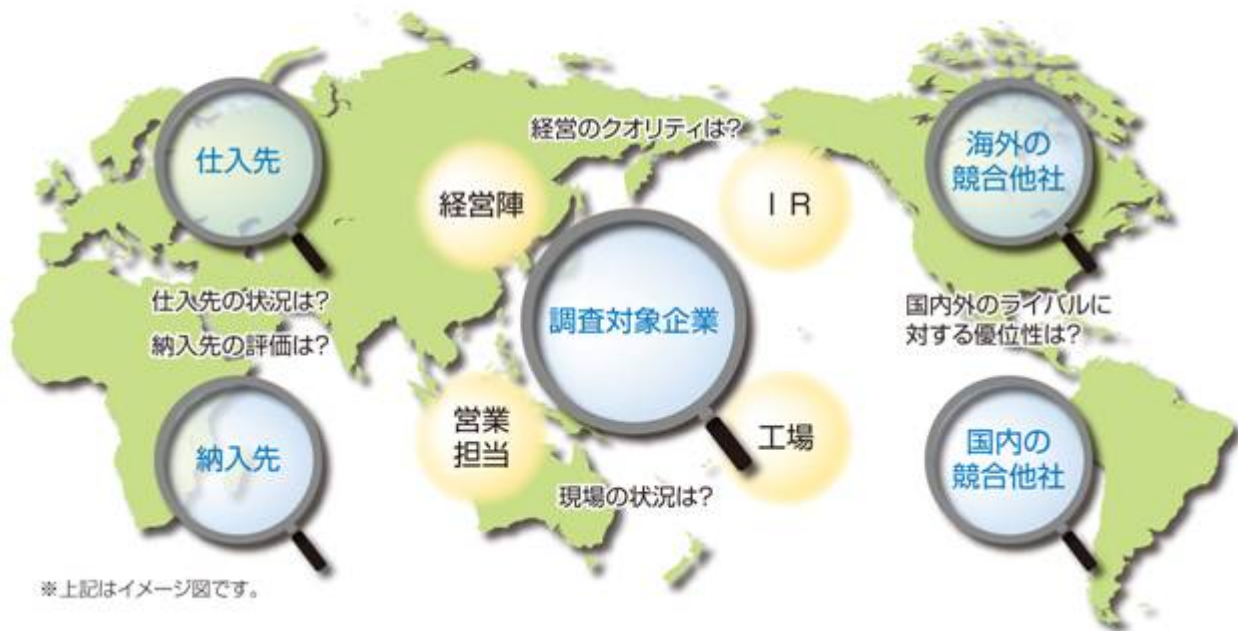 経営のクオリティは?
仕入先
海外の
競合他社
経営陣
ＩＲ
調査対象企業
仕入先の状況は?
納入先の評価は?
国内外のライバルに
対する優位性は?
納入先
営業
担当
工場
国内の
競合他社
現場の状況は?
※上記はイメージ図です。